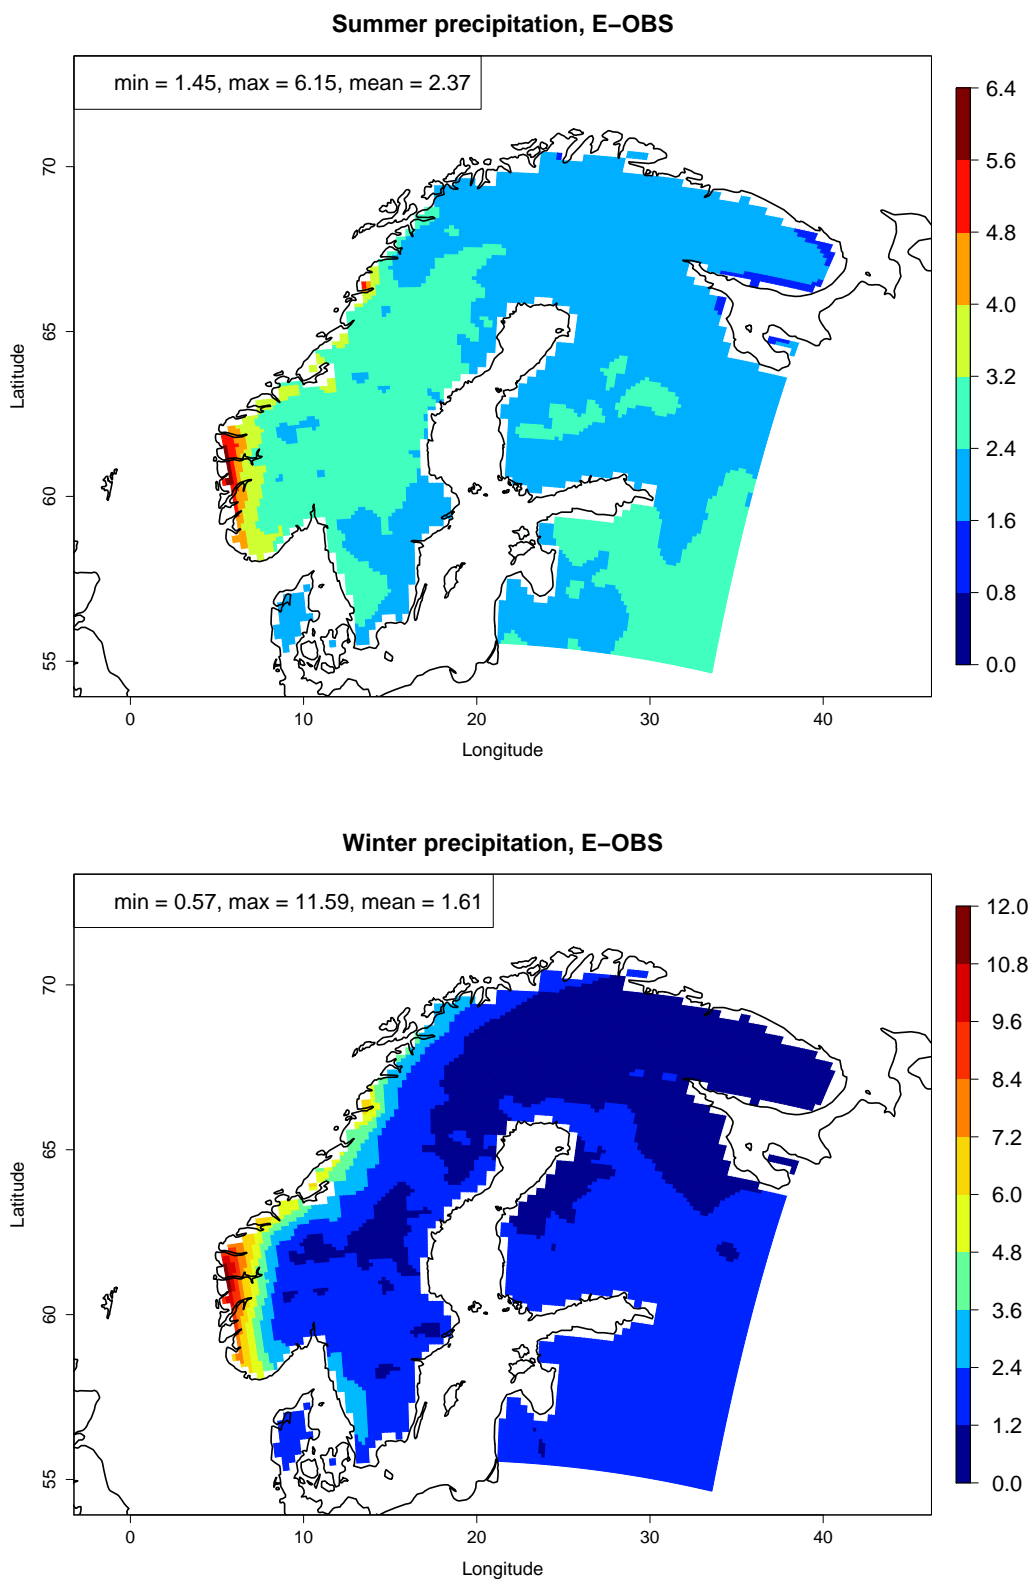 Summer precipitation, E−OBS
min = 1.45, max = 6.15, mean = 2.37
6.4
5.6
4.8
4.0
3.2
2.4
1.6
0.8
0.0
70
65
60
55
Latitude
0 10 20 30 40
Longitude
Winter precipitation, E−OBS
min = 0.57, max = 11.59, mean = 1.61
12.0
10.8
9.6
8.4
7.2
6.0
4.8
3.6
2.4
1.2
0.0
70
65
60
55
Latitude
0 10 20 30 40
Longitude